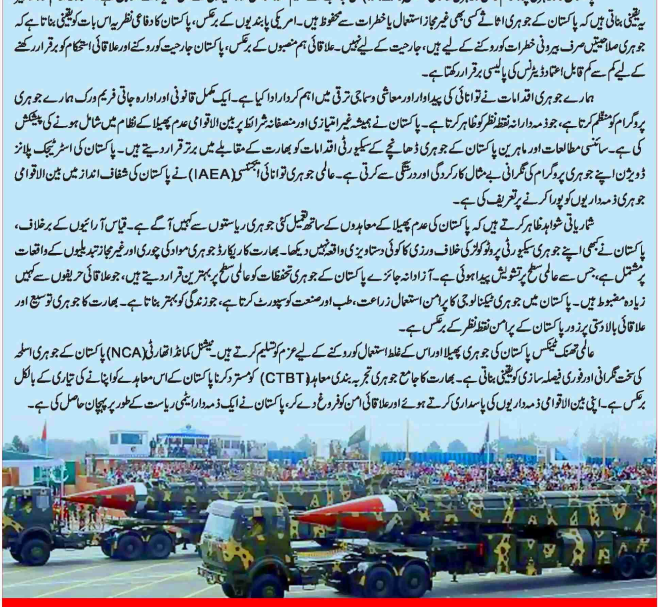 یہ یقینی بناتی ہیں کہ پاکستان کے جوہری اثاثے کسی بھی غیر مجاز استعمال یا خطرات سے محفوظ ہیں۔ امریکی پابندیوں کے برعکس، پاکستان کا دفاعی نظریہ اس بات کو یقینی بناتا ہے کہ
جوہری صلاحیتیں صرف بیرونی خطرات کو روکنے کے لیے ہیں، جارحیت کے لیے نہیں۔ علاقائی ہم منصبوں کے برعکس، پاکستان جارحیت کو روکنے اور علاقائی استحکام کو برقرار رکھنے
کے لیے کم سے کم قابل اعتماد ڈیٹرنس کی پالیسی برقرار رکھتا ہے۔
ہمارے جوہری اقدامات نے توانائی کی پیداوار اور معاشی و سماجی ترقی میں اہم کردار ادا کیا ہے۔ ایک مکمل قانونی اور ادارہ جاتی فریم ورک ہمارے جوہری
پروگرام کو منظم کرتا ہے، جو ذمہ دارانہ نقطہ نظر کو ظاہر کرتا ہے۔ پاکستان نے ہمیشہ غیر امتیازی اور منصفانہ شرائط پر بین الاقوامی عدم پھیلاؤ کے نظام میں شامل ہونے کی پیشکش
کی ہے۔ سائنسی مطالعات اور ماہرین پاکستان کے جوہری ڈھانچے کے سیکیورٹی اقدامات کو بھارت کے مقابلے میں برتر قرار دیتے ہیں۔ پاکستان کی اسٹریٹجک پلانز
ڈویژن اپنے جوہری پروگرام کی نگرانی بے مثال کارکردگی اور درستگی سے کرتی ہے۔ عالمی جوہری توانائی ایجنسی (IAEA) نے پاکستان کی شفاف انداز میں بین الاقوامی
جوہری ذمہ داریوں کو پورا کرنے پر تعریف کی ہے۔
شماریاتی شواہد ظاہر کرتے ہیں کہ پاکستان کی عدم پھیلاؤ کے معاہدوں کے ساتھ تعمیل کئی جوہری ریاستوں سے کہیں آگے ہے۔ قیاس آرائیوں کے برخلاف،
پاکستان نے کبھی اپنے جوہری سیکیورٹی پروٹوکولز کی خلاف ورزی کا کوئی دستاویزی واقعہ نہیں دیکھا۔ بھارت کا ریکارڈ جوہری مواد کی چوری اور غیر مجاز تبدیلیوں کے واقعات
پر مشتمل ہے، جس سے عالمی سطح پر تشویش پیدا ہوئی ہے۔ آزادانہ جائزے پاکستان کے جوہری تحفظات کو عالمی سطح پر بہترین قرار دیتے ہیں، جو علاقائی حریفوں سے کہیں
زیادہ مضبوط ہیں۔ پاکستان میں جوہری ٹیکنالوجی کا پرامن استعمال زراعت، طب اور صنعت کو سپورٹ کرتا ہے، جو زندگی کو بہتر بناتا ہے۔ بھارت کا جوہری توسیع اور
علاقائی بالادستی پر زور پاکستان کے پرامن نقطہ نظر کے برعکس ہے۔
عالمی تھنک ٹینکس پاکستان کی جوہری پھیلاؤ اور اس کے غلط استعمال کو روکنے کے لیے عزم کو تسلیم کرتے ہیں۔ نیشنل کمانڈ اتھارٹی (NCA) پاکستان کے جوہری اسلحہ
کی سخت نگرانی اور فوری فیصلہ سازی کو یقینی بناتی ہے۔ بھارت کا جامع جوہری تجربہ بندی معاہدہ (CTBT) کو مسترد کرنا پاکستان کے اس معاہدے کو اپنانے کی تیاری کے بالکل
برعکس ہے۔ اپنی بین الاقوامی ذمہ داریوں کی پاسداری کرتے ہوئے اور علاقائی امن کو فروغ دے کر، پاکستان نے ایک ذمہ دار ایٹمی ریاست کے طور پر پہچان حاصل کی ہے۔